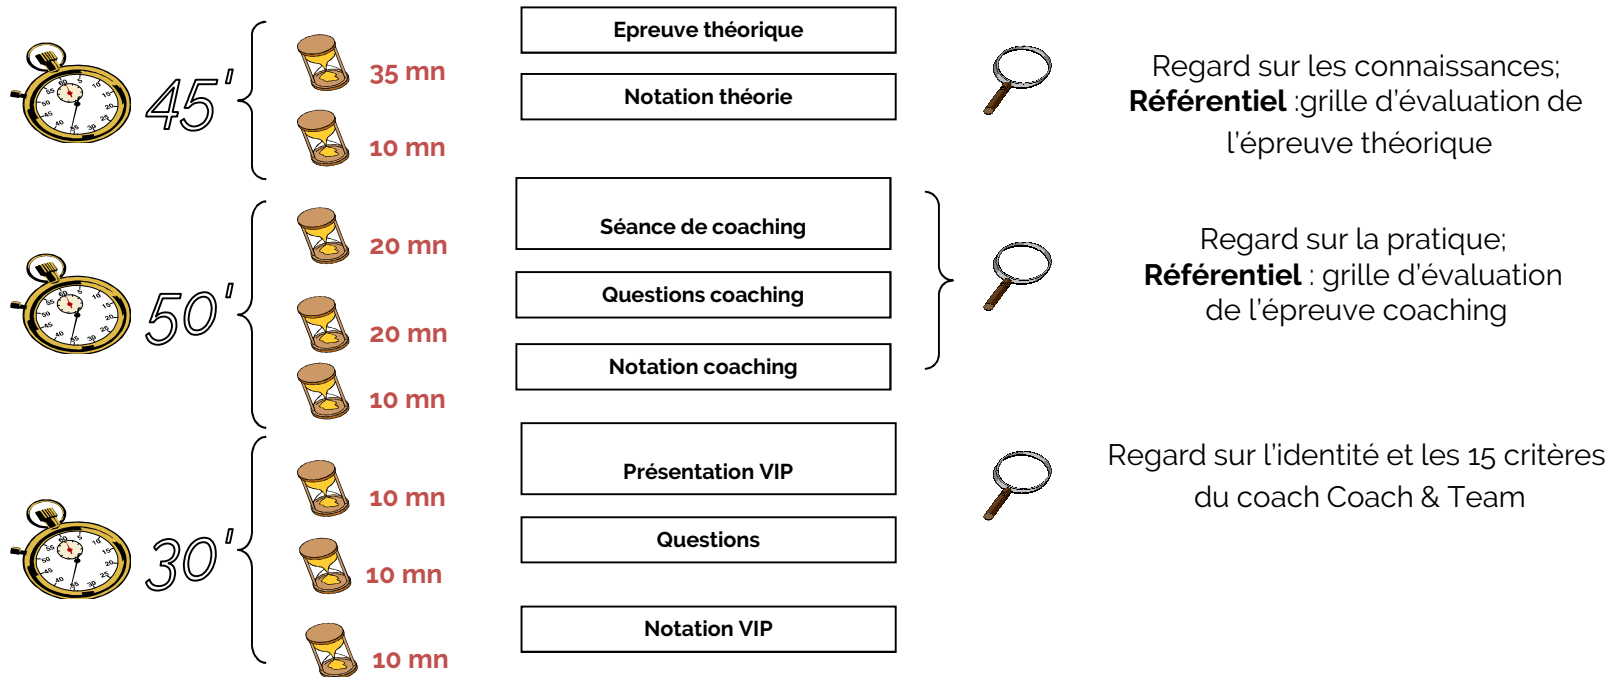 45'
35 mn
10 mn
Epreuve théorique
Notation théorie
Regard sur les connaissances;
Référentiel :grille d'évaluation de
l'épreuve théorique
50'
20 mn
20 mn
10 mn
Séance de coaching
Questions coaching
Notation coaching
Regard sur la pratique;
Référentiel : grille d'évaluation
de l'épreuve coaching
30'
10 mn
10 mn
10 mn
Présentation VIP
Questions
Notation VIP
Regard sur l'identité et les 15 critères
du coach Coach & Team